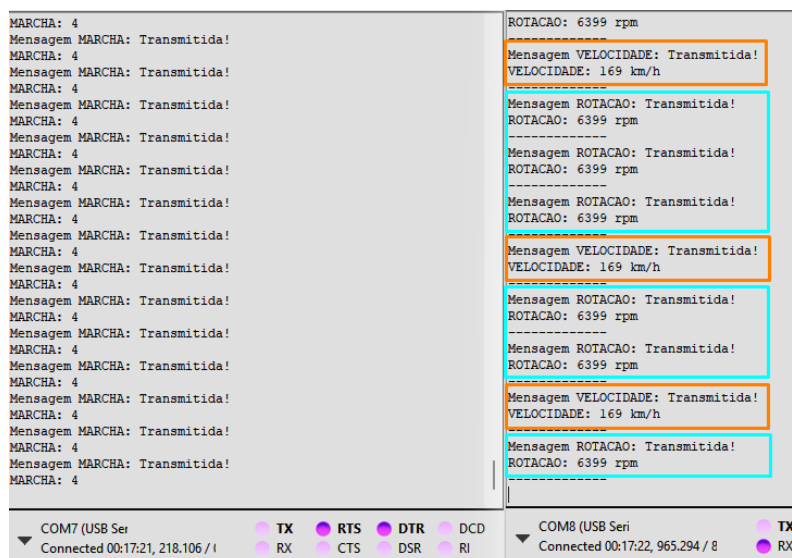 MARCHA: 4
Mensagem MARCHA: Transmitida!
MARCHA: 4
Mensagem MARCHA: Transmitida!
MARCHA: 4
Mensagem MARCHA: Transmitida!
MARCHA: 4
Mensagem MARCHA: Transmitida!
MARCHA: 4
Mensagem MARCHA: Transmitida!
MARCHA: 4
Mensagem MARCHA: Transmitida!
MARCHA: 4
Mensagem MARCHA: Transmitida!
MARCHA: 4
Mensagem MARCHA: Transmitida!
MARCHA: 4
Mensagem MARCHA: Transmitida!
MARCHA: 4
Mensagem MARCHA: Transmitida!
MARCHA: 4
Mensagem MARCHA: Transmitida!
MARCHA: 4
Mensagem MARCHA: Transmitida!
MARCHA: 4
Mensagem MARCHA: Transmitida!
MARCHA: 4
Mensagem MARCHA: Transmitida!
MARCHA: 4
COM7 (USB Ser
Connected 00:17:21, 218.106 / (
TX RTS DTR DCD
RX CTS DSR RI
ROTACAO: 6399 rpm
-------------
Mensagem VELOCIDADE: Transmitida!
VELOCIDADE: 169 km/h
-------------
Mensagem ROTACAO: Transmitida!
ROTACAO: 6399 rpm
-------------
Mensagem ROTACAO: Transmitida!
ROTACAO: 6399 rpm
-------------
Mensagem ROTACAO: Transmitida!
ROTACAO: 6399 rpm
-------------
Mensagem VELOCIDADE: Transmitida!
VELOCIDADE: 169 km/h
-------------
Mensagem ROTACAO: Transmitida!
ROTACAO: 6399 rpm
-------------
Mensagem ROTACAO: Transmitida!
ROTACAO: 6399 rpm
-------------
Mensagem VELOCIDADE: Transmitida!
VELOCIDADE: 169 km/h
-------------
Mensagem ROTACAO: Transmitida!
ROTACAO: 6399 rpm
-------------
COM8 (USB Seri
Connected 00:17:22, 965.294 / 8
TX
RX